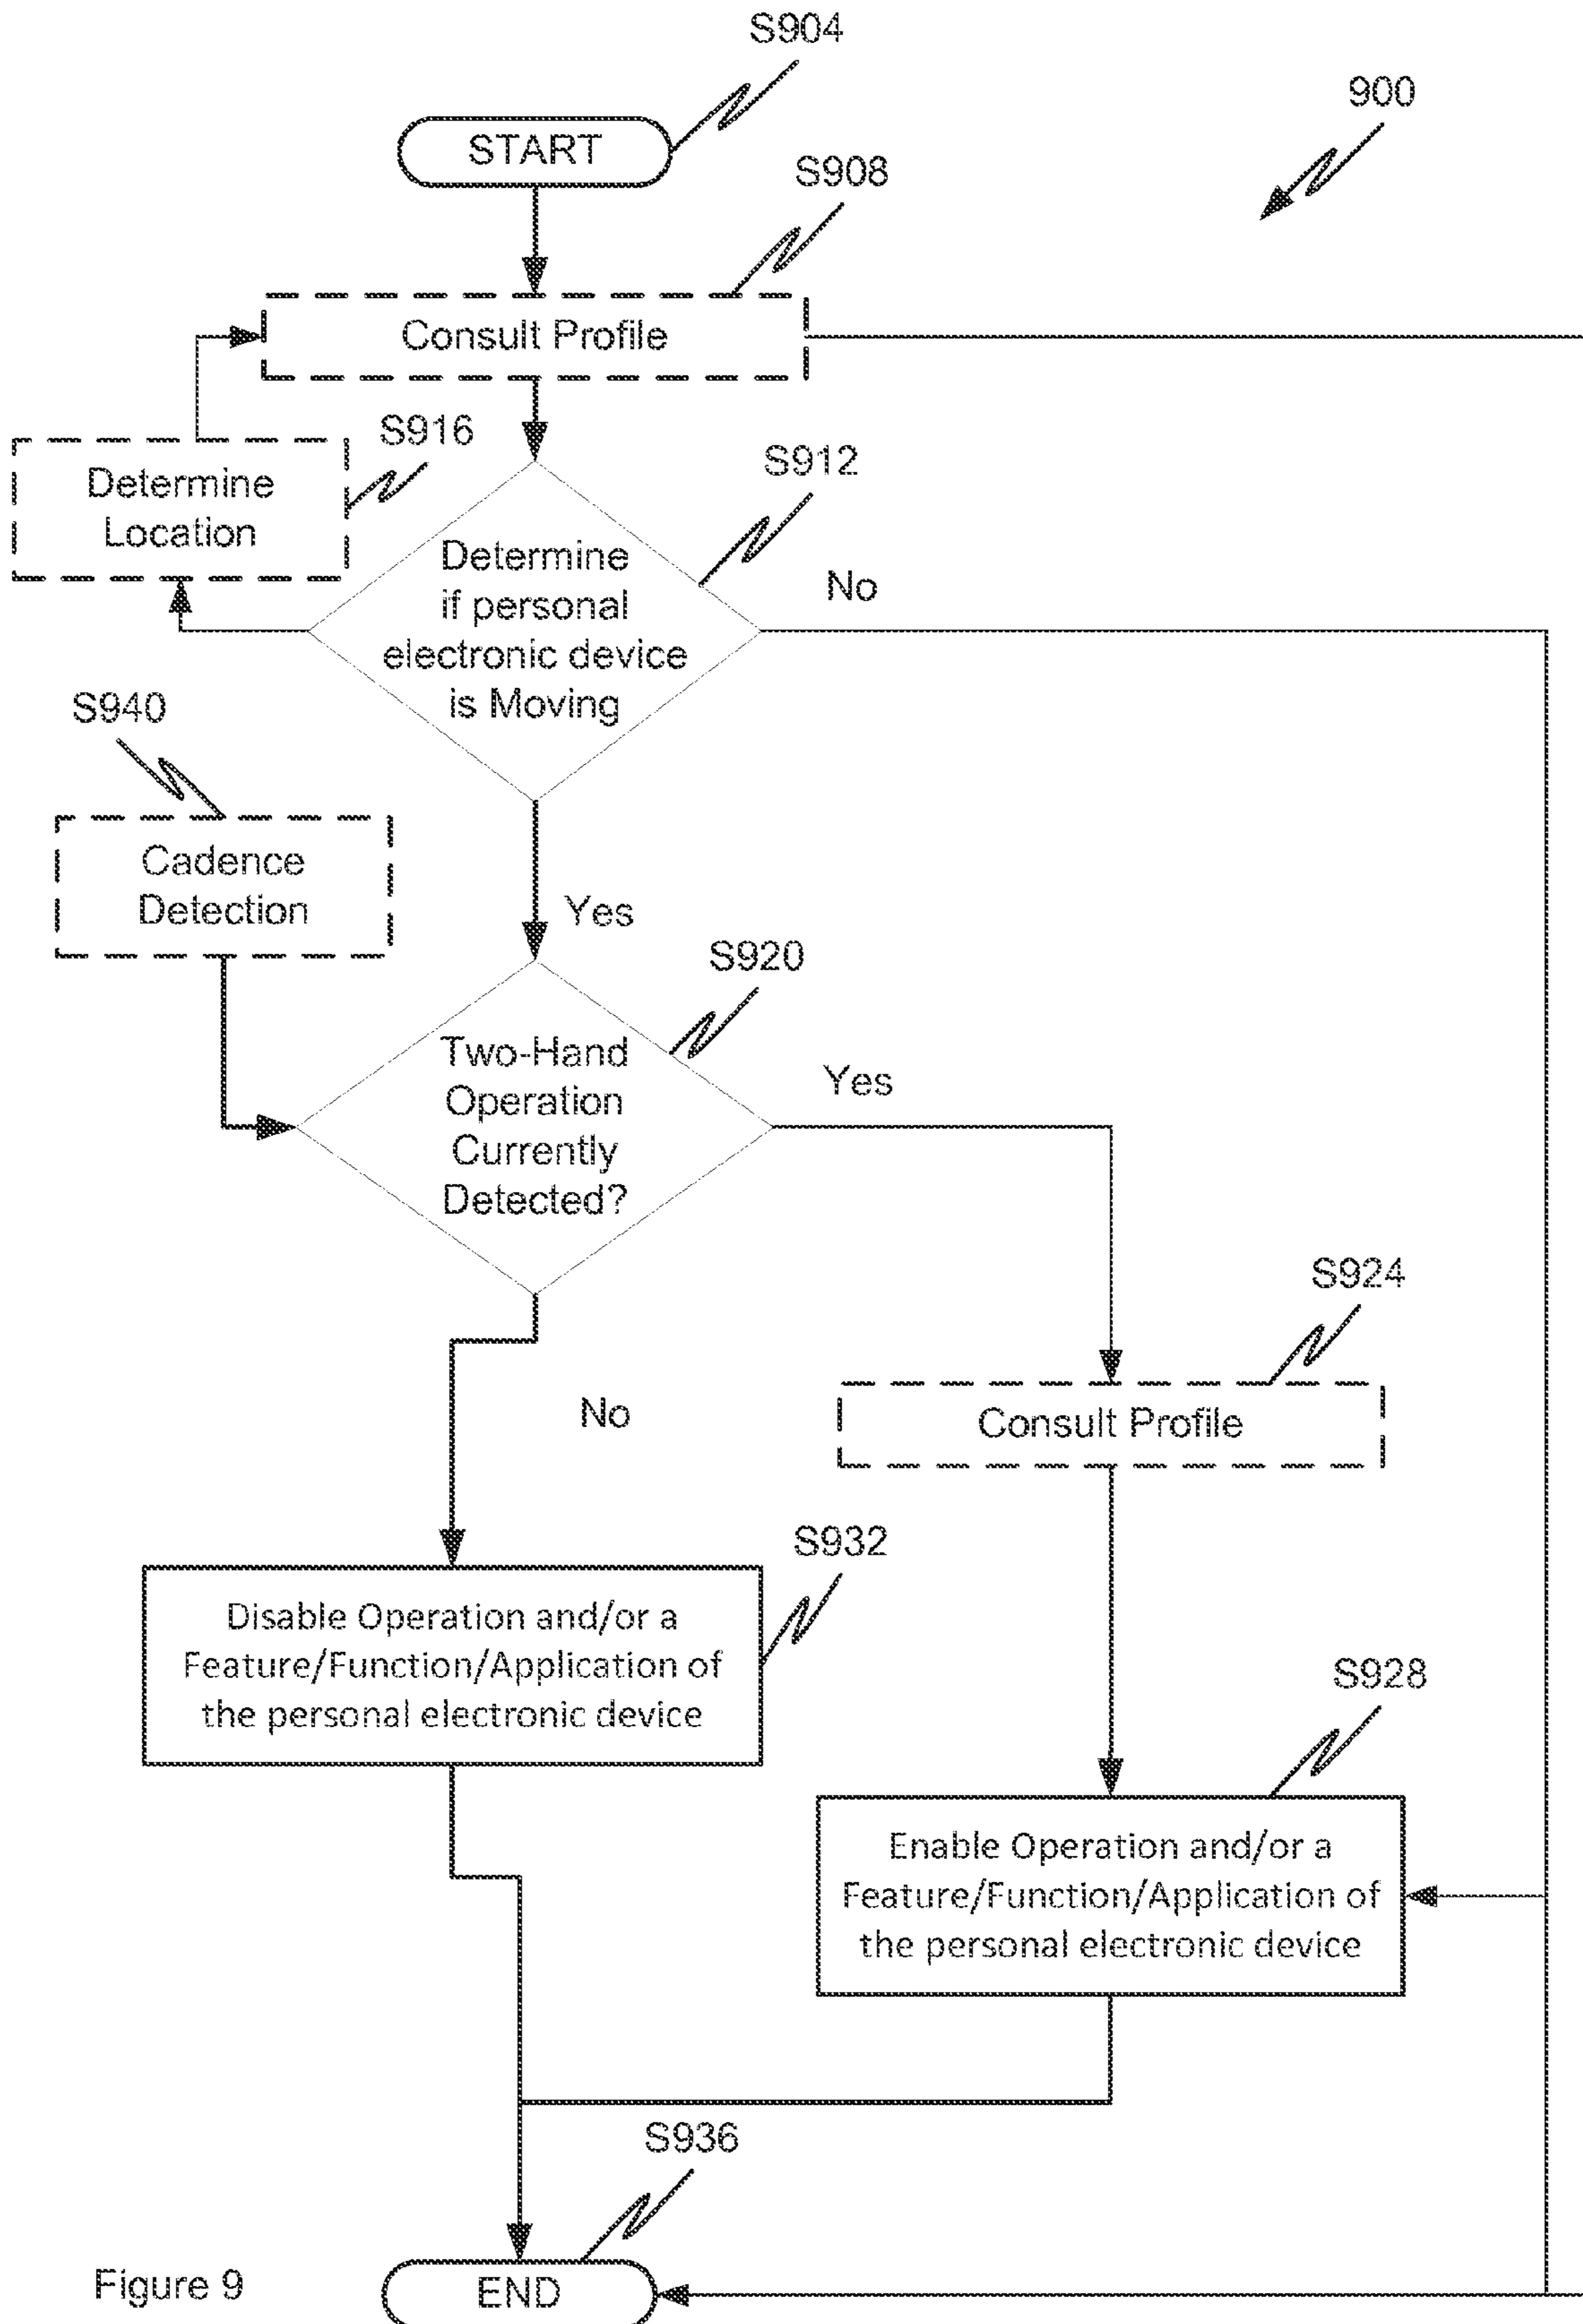 S904
900
START
S908
Consult Profile
S916
Determine
Location
S912
Determine
if personal
electronic device
is Moving
No
S940
Cadence
Detection
Yes
S920
Two-Hand
Operation
Currently
Detected?
Yes
S924
No
Consult Profile
S932
Disable Operation and/or a
Feature/Function/Application of
the personal electronic device
S928
Enable Operation and/or a
Feature/Function/Application of
the personal electronic device
S936
Figure 9
END